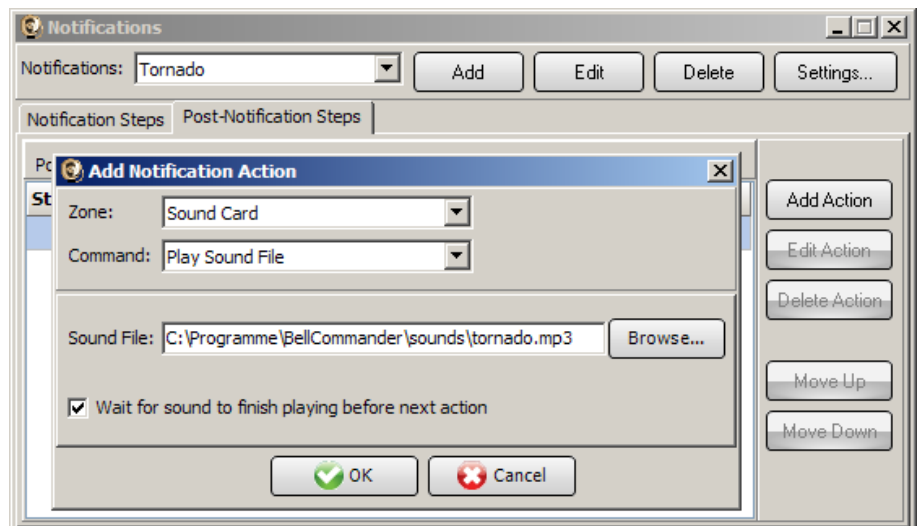 Notifications
Notifications: Tornado Add Edit Delete Settings...
Notification Steps Post-Notification Steps
Add Notification Action
Zone: Sound Card
Command: Play Sound File
Sound File: C:\Programme\BellCommander\sounds\tornado.mp3 Browse...
Wait for sound to finish playing before next action
OK Cancel
Add Action
Edit Action
Delete Action
Move Up
Move Down